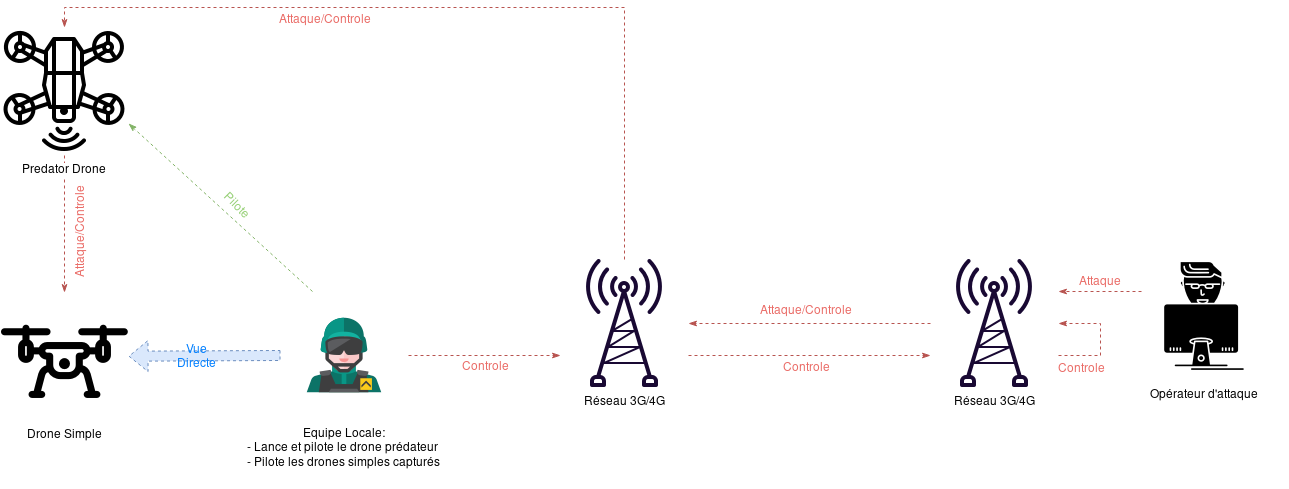 Attaque/Controle
Predator Drone
Attaque/Controle
Pilote
Attaque
Attaque/Controle
Vue
Directe
Controle
Controle
Controle
Réseau 3G/4G
Réseau 3G/4G
Opérateur d'attaque
Drone Simple
Equipe Locale:
- Lance et pilote le drone prédateur
- Pilote les drones simples capturés